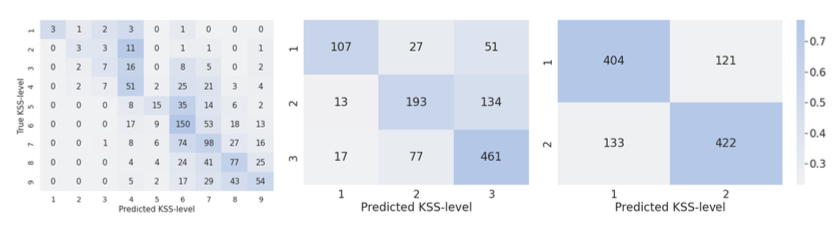 True KSS-level
1 3 1 2 3 0 1 0 0 0
2 0 3 3 11 0 1 1 0 1
3 0 2 7 16 0 8 5 0 2
4 0 2 7 51 2 25 21 3 4
5 0 0 0 8 15 35 14 6 2
6 0 0 0 17 9 150 53 18 13
7 0 0 1 8 6 74 98 27 16
8 0 0 0 4 4 24 41 77 25
9 0 0 0 5 2 17 29 43 54
1 2 3 4 5 6 7 8 9
Predicted KSS-level
1 107 27 51
2 13 193 134
3 17 77 461
1 2 3
Predicted KSS-level
1 404 121
2 133 422
1 2
Predicted KSS-level
0.7
0.6
0.5
0.4
0.3